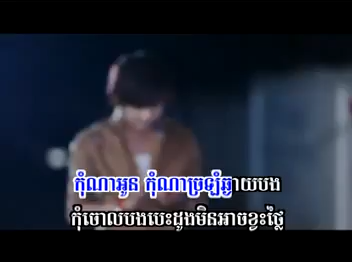 កុំណាអូន កុំណាច្រឡំឆ្ងាយបង
កុំចោលបងបេះដូងមិនអាចខ្វះថ្លៃ